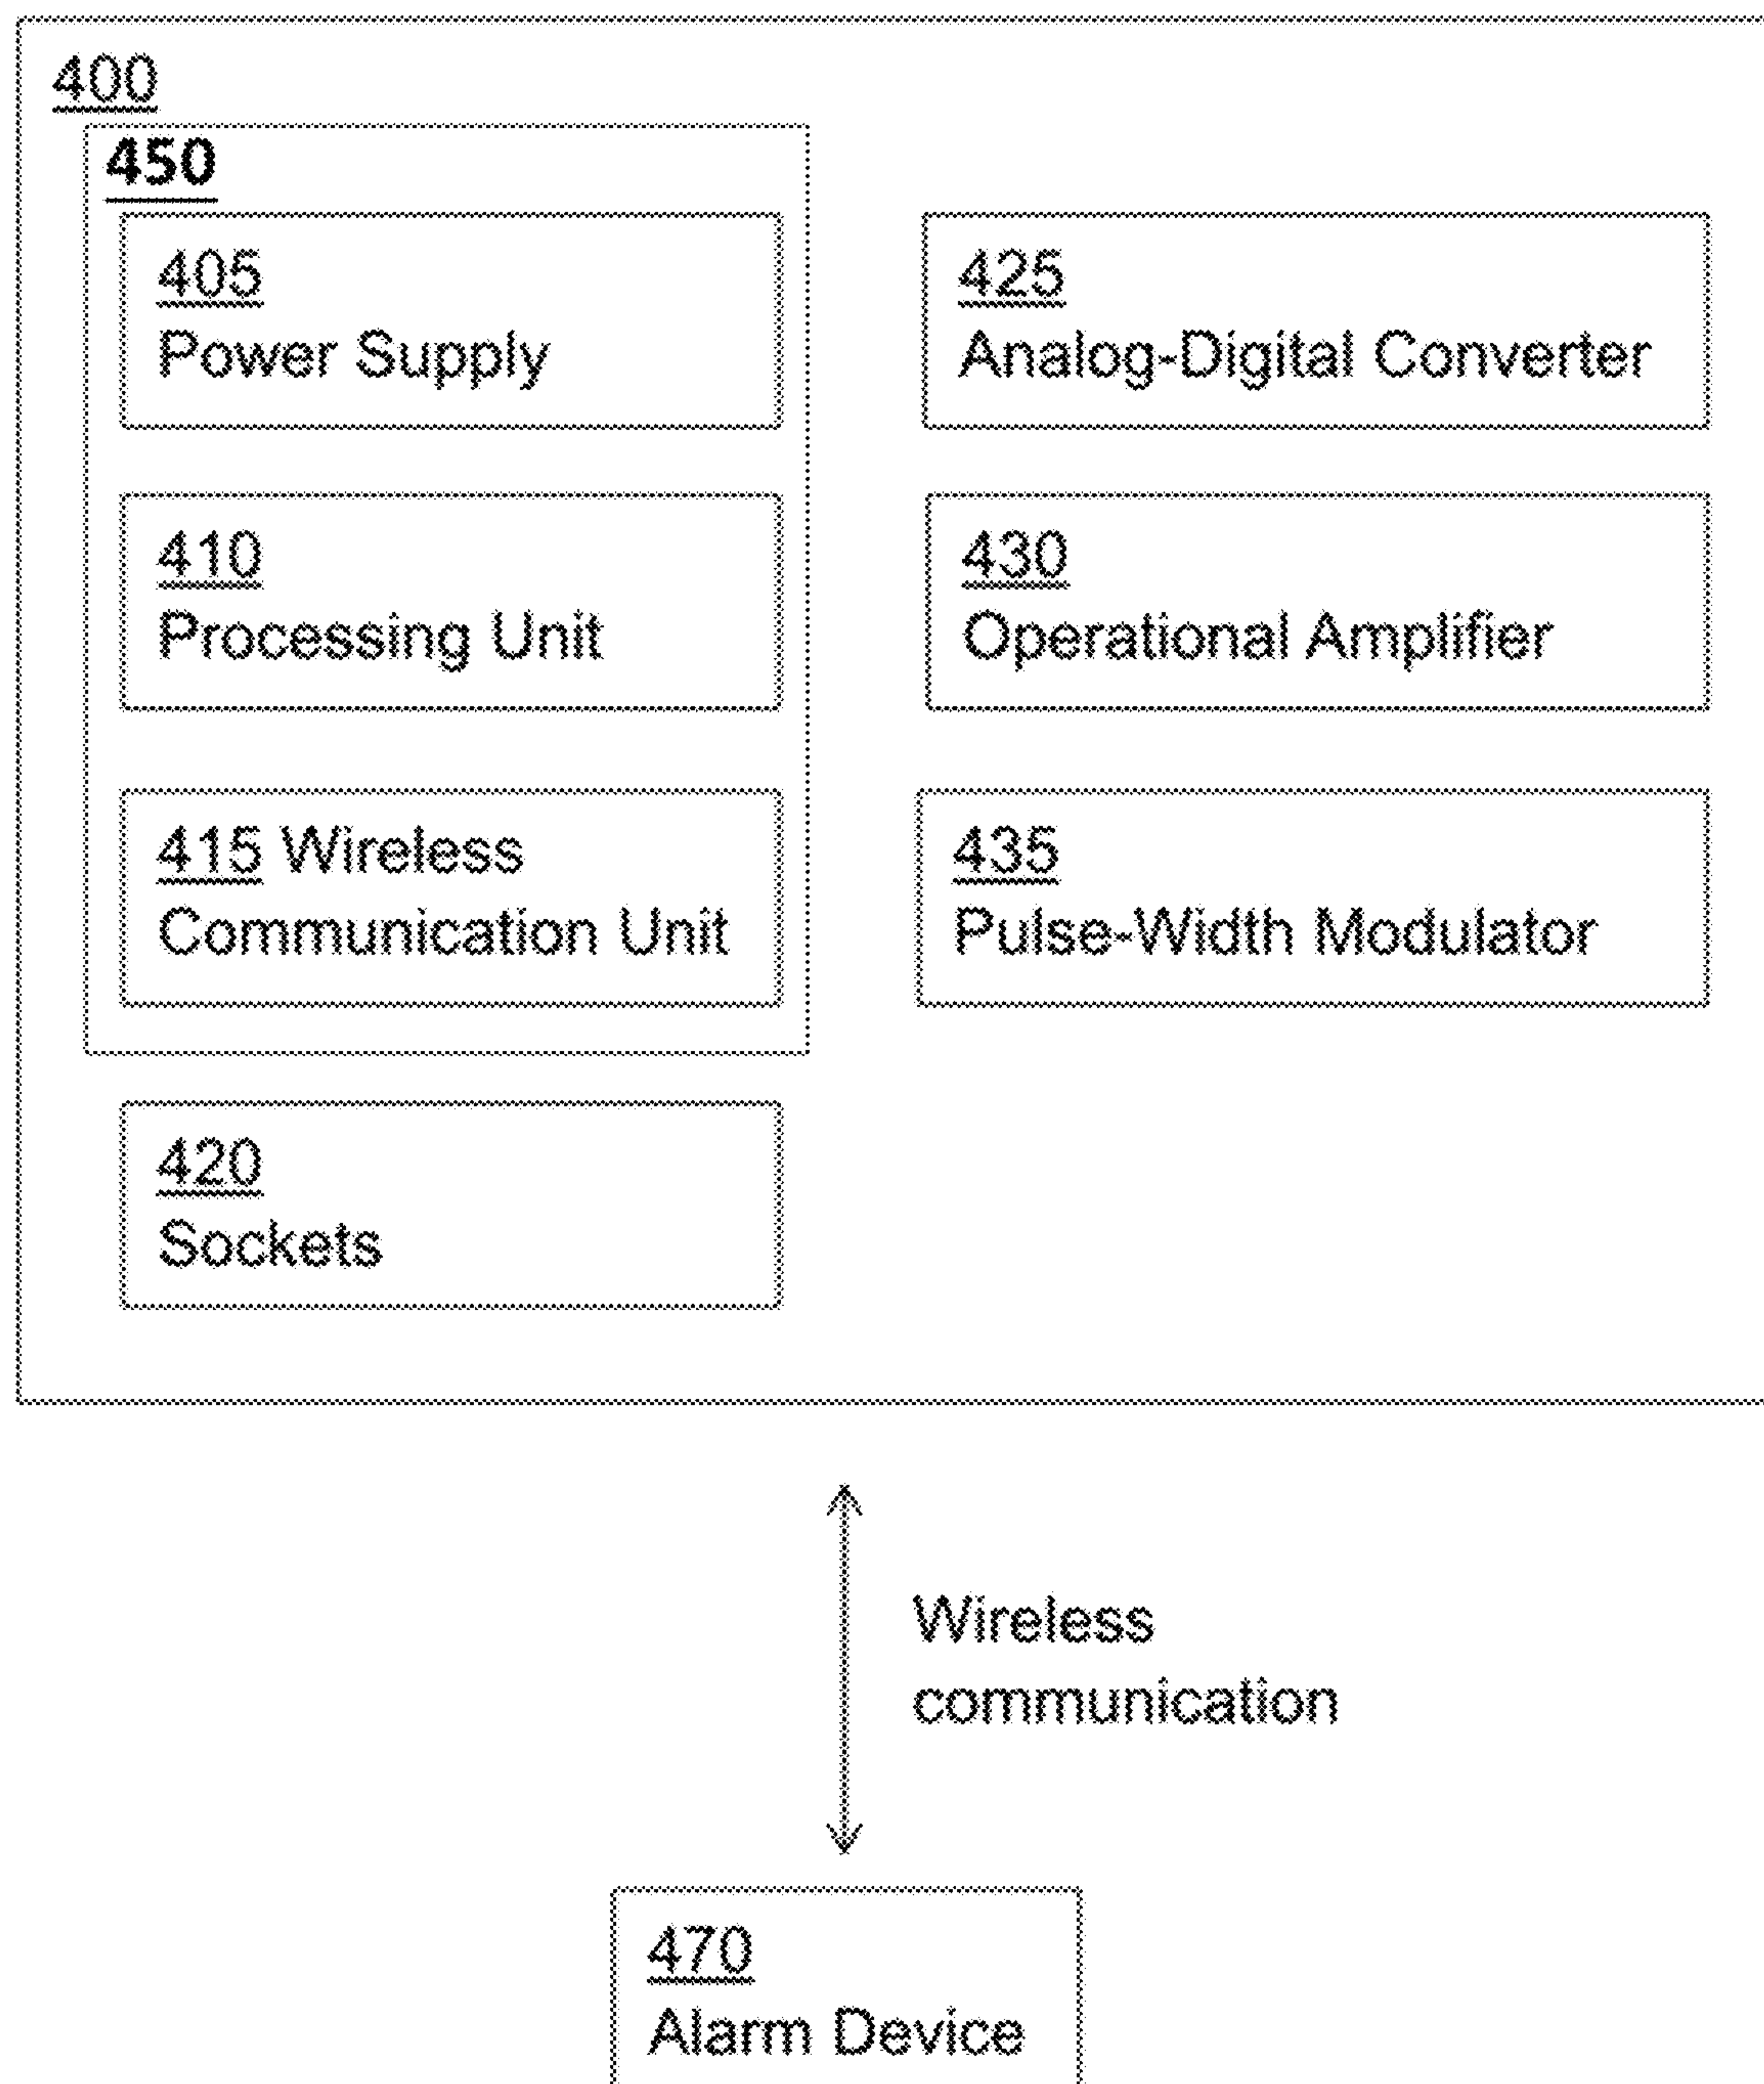 400
450
405
Power Supply
410
Processing Unit
415 Wireless
Communication Unit
420
Sockets
425
Analog-Digital Converter
430
Operational Amplifier
435
Pulse-Width Modulator
Wireless
communication
470
Alarm Device